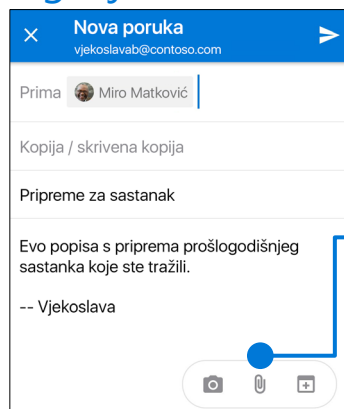 Nova poruka
vjekoslavab@contoso.com
Prima Miro Matković
Kopija / skrivena kopija
Pripreme za sastanak
Evo popisa s priprema prošlogodišnjeg
sastanka koje ste tražili.
-- Vjekoslava